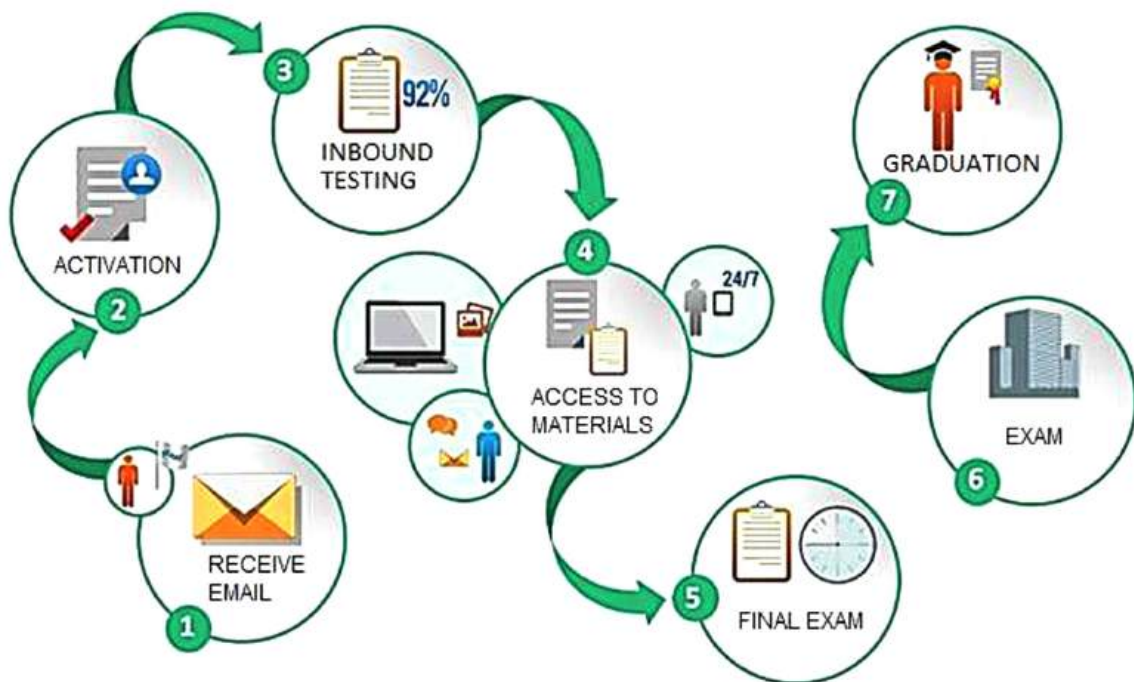 1
RECEIVE
EMAIL
2
ACTIVATION
3
92%
INBOUND
TESTING
4
24/7
ACCESS TO
MATERIALS
5
FINAL EXAM
6
EXAM
7
GRADUATION